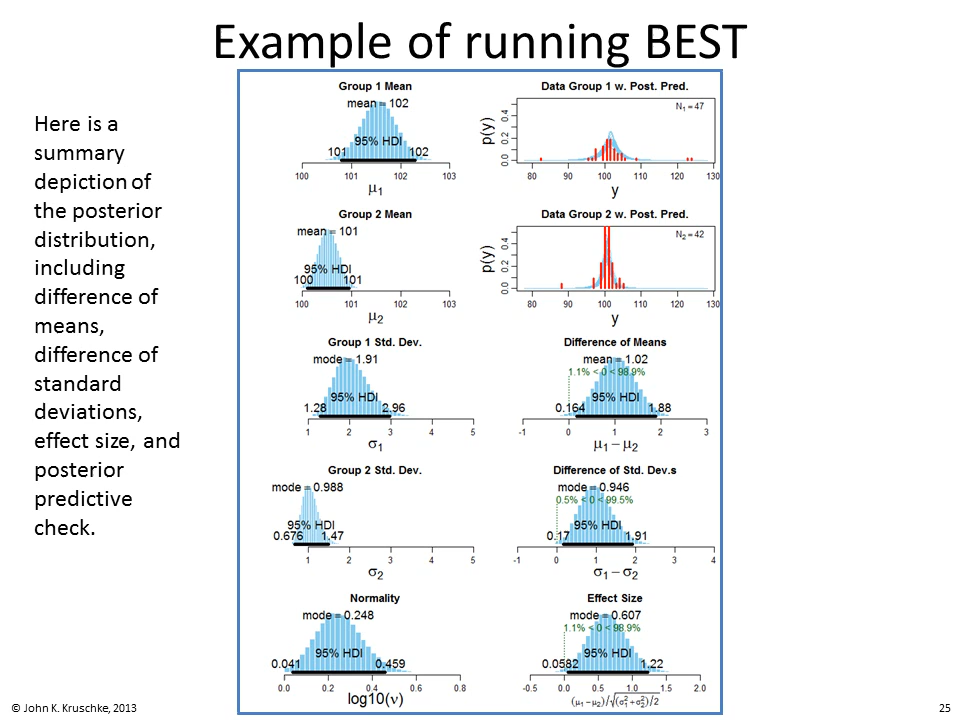 Example of running BEST
Here is a
summary
depiction of
the posterior
distribution,
including
difference of
means,
difference of
standard
deviations,
effect size, and
posterior
predictive
check.
Group 1 Mean
mean = 102
95% HDI
101 102
100 101 102 103
μ1
Data Group 1 w. Post. Pred.
N1 = 47
p(y)
0.0 0.2 0.4
80 90 100 110 120 130
y
Group 2 Mean
mean = 101
95% HDI
100 101
100 101 102 103
μ2
Data Group 2 w. Post. Pred.
N2 = 42
p(y)
0.0 0.2 0.4
80 90 100 110 120 130
y
Group 1 Std. Dev.
mode = 1.91
95% HDI
1.28 2.96
1 2 3 4 5
σ1
Difference of Means
mean = 1.02
1.1% < 0 < 98.9%
95% HDI
0.164 1.88
-1 0 1 2 3
μ1 − μ2
Group 2 Std. Dev.
mode = 0.988
95% HDI
0.676 1.47
1 2 3 4 5
σ2
Difference of Std. Dev.s
mode = 0.946
0.5% < 0 < 99.5%
95% HDI
0.17 1.91
-1 0 1 2 3 4
σ1 − σ2
Normality
mode = 0.248
95% HDI
0.041 0.459
0.0 0.2 0.4 0.6 0.8
log10(ν)
Effect Size
mode = 0.607
1.1% < 0 < 98.9%
95% HDI
0.0582 1.22
-0.5 0.0 0.5 1.0 1.5 2.0
(μ1 − μ2)/√(σ1² + σ2²)/2
© John K. Kruschke, 2013
25